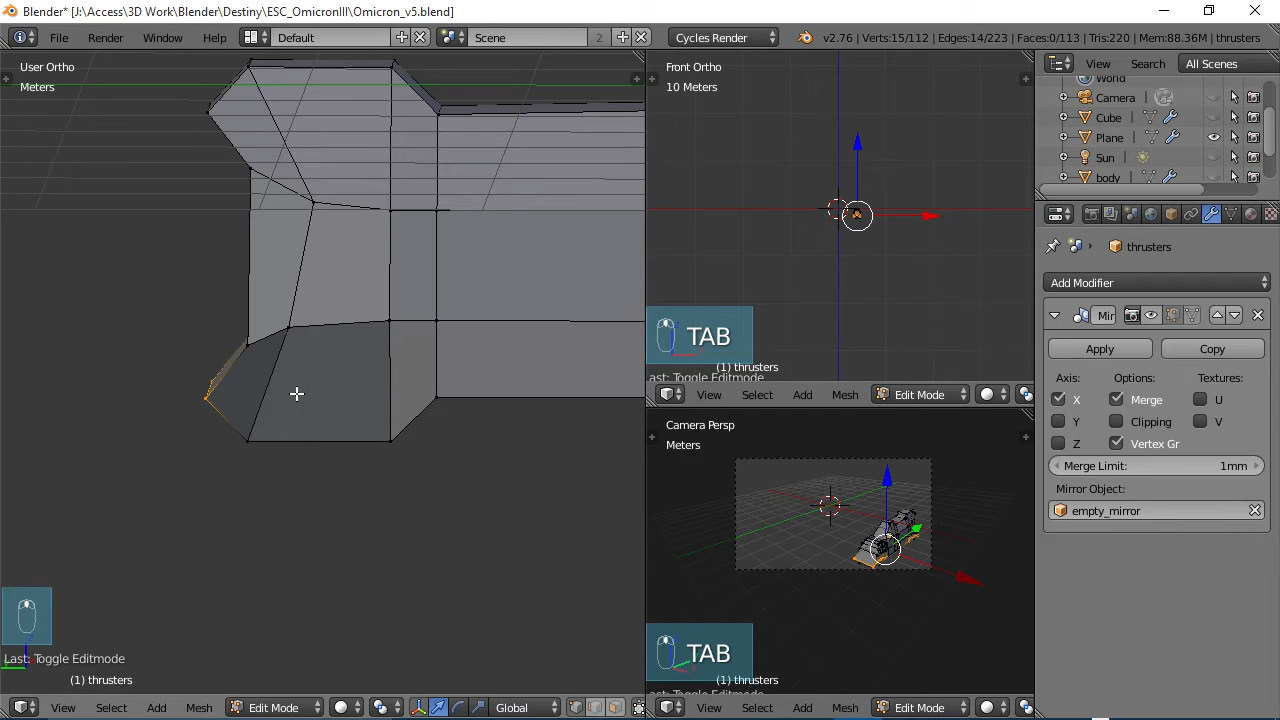 Blender* [J:\Access\3D Work\Blender\Destiny\ESC_OmicronIII\Omicron_v5.blend]
File Render Window Help Default Scene 2 Cycles Render v2.76 | Verts:15/112 | Edges:14/223 | Faces:0/113 | Tris:220 | Mem:88.36M | thrusters
User Ortho
Meters
Front Ortho
10 Meters
View Search All Scenes
World
Camera
Cube
Plane
Sun
body
thrusters
Add Modifier
Mir
Apply Copy
Axis: Options: Textures:
X Merge U
Y Clipping V
Z Vertex Gr
Merge Limit: 1mm
Mirror Object:
empty_mirror
TAB
(1) thrusters
ast: Toggle Editmode
View Select Add Mesh Edit Mode
Camera Persp
Meters
TAB
(1) thrusters
ast: Toggle Editmode
View Select Add Mesh Edit Mode
Last: Toggle Editmode
(1) thrusters
View Select Add Mesh Edit Mode Global